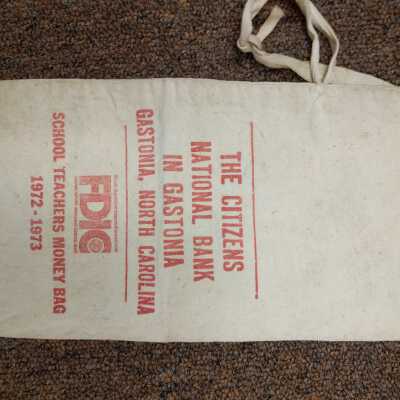 THE CITIZENS
NATIONAL BANK
IN GASTONIA
GASTONIA, NORTH CAROLINA
FDIC
SCHOOL TEACHERS MONEY BAG
1972 - 1973